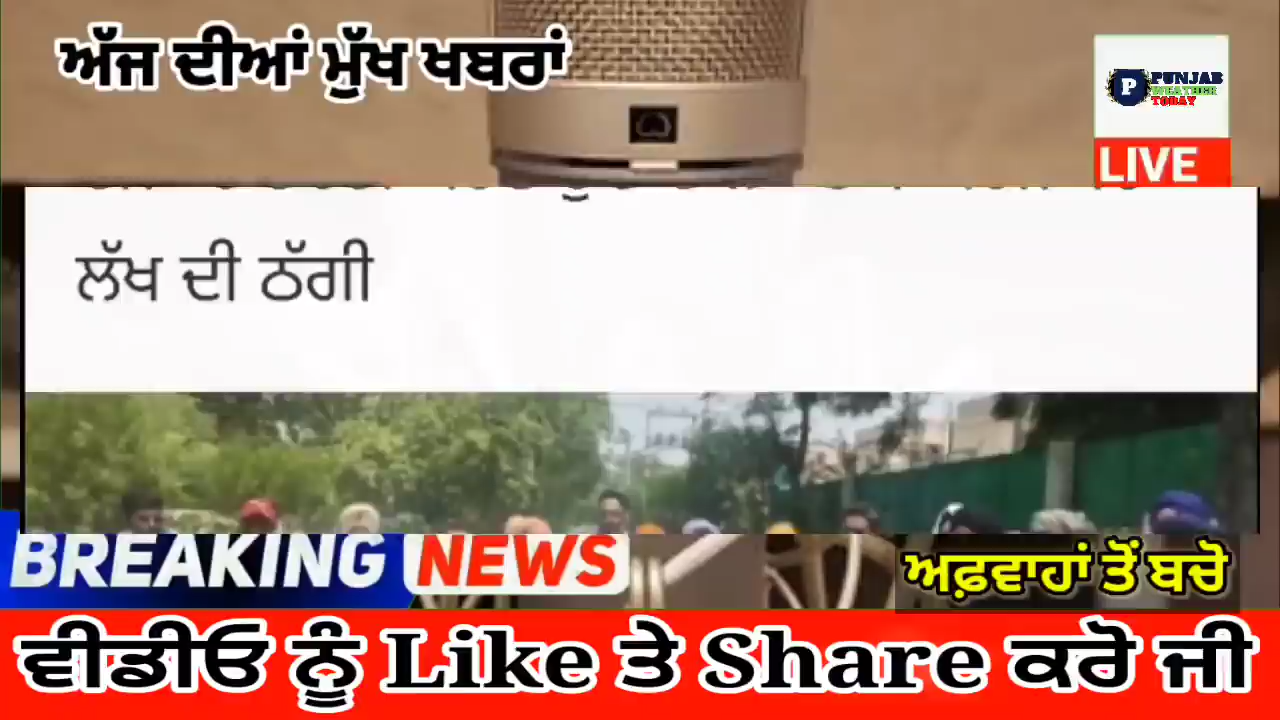 ਅੱਜ ਦੀਆਂ ਮੁੱਖ ਖਬਰਾਂ
PUNJAB
WEATHER
TODAY
LIVE
ਲੱਖ ਦੀ ਠੱਗੀ
BREAKING NEWS
ਅਫ਼ਵਾਹਾਂ ਤੋਂ ਬਚੋ
ਵੀਡੀਓ ਨੂੰ Like ਤੇ Share ਕਰੋ ਜੀ